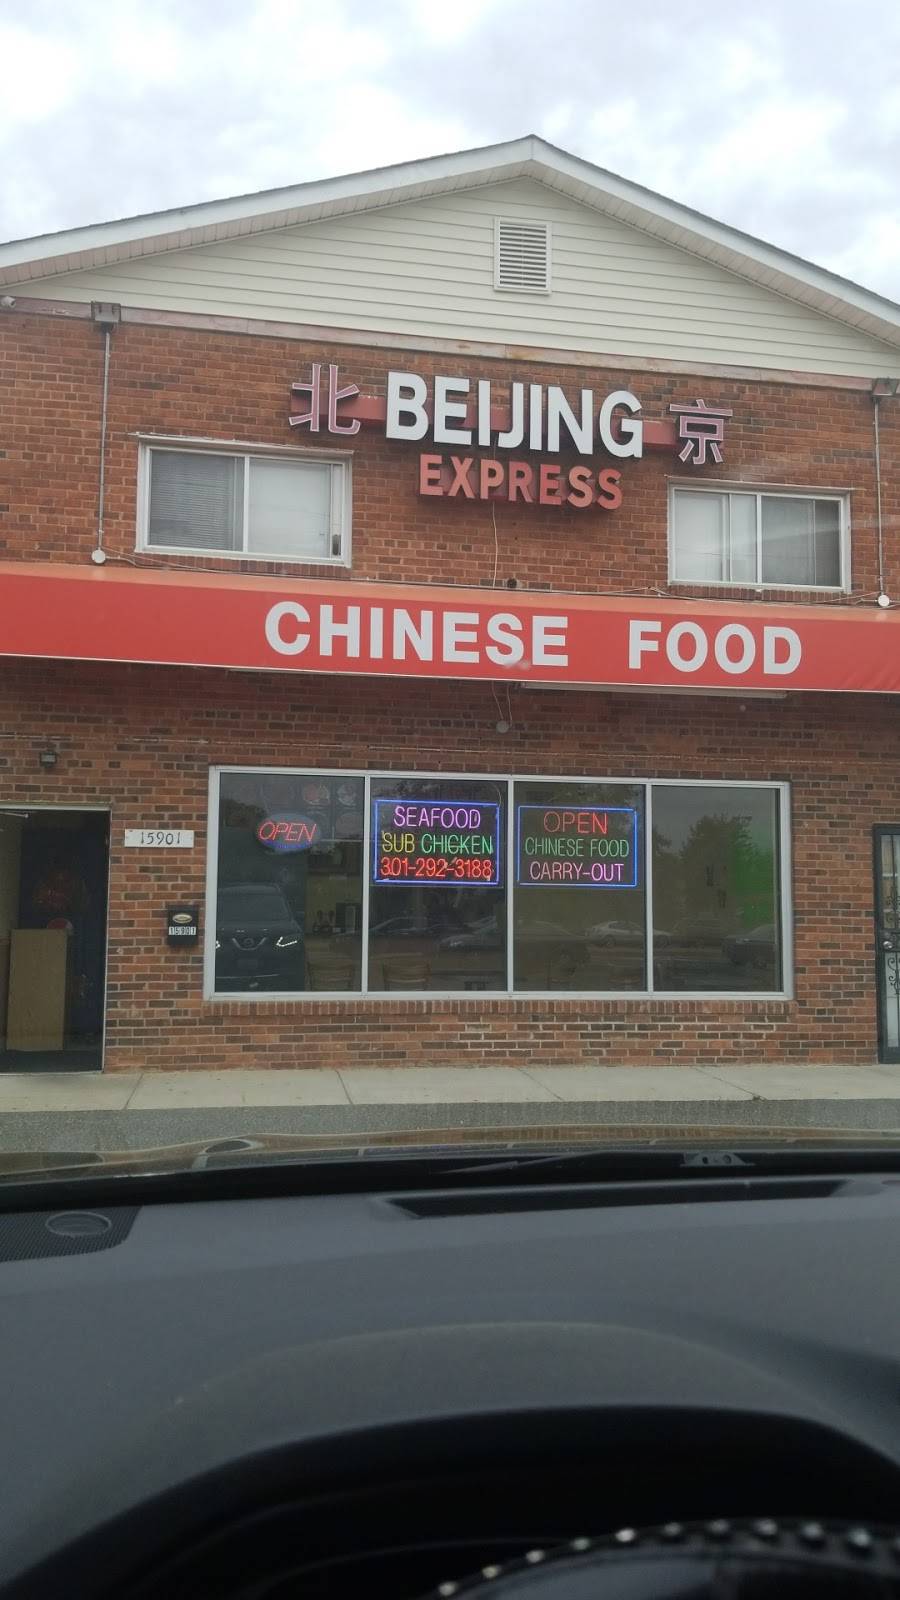 北 BEIJING 京
EXPRESS
CHINESE FOOD
OPEN
SEAFOOD
SUB CHICKEN
301-292-3188
OPEN
CHINESE FOOD
CARRY-OUT
15901
15901